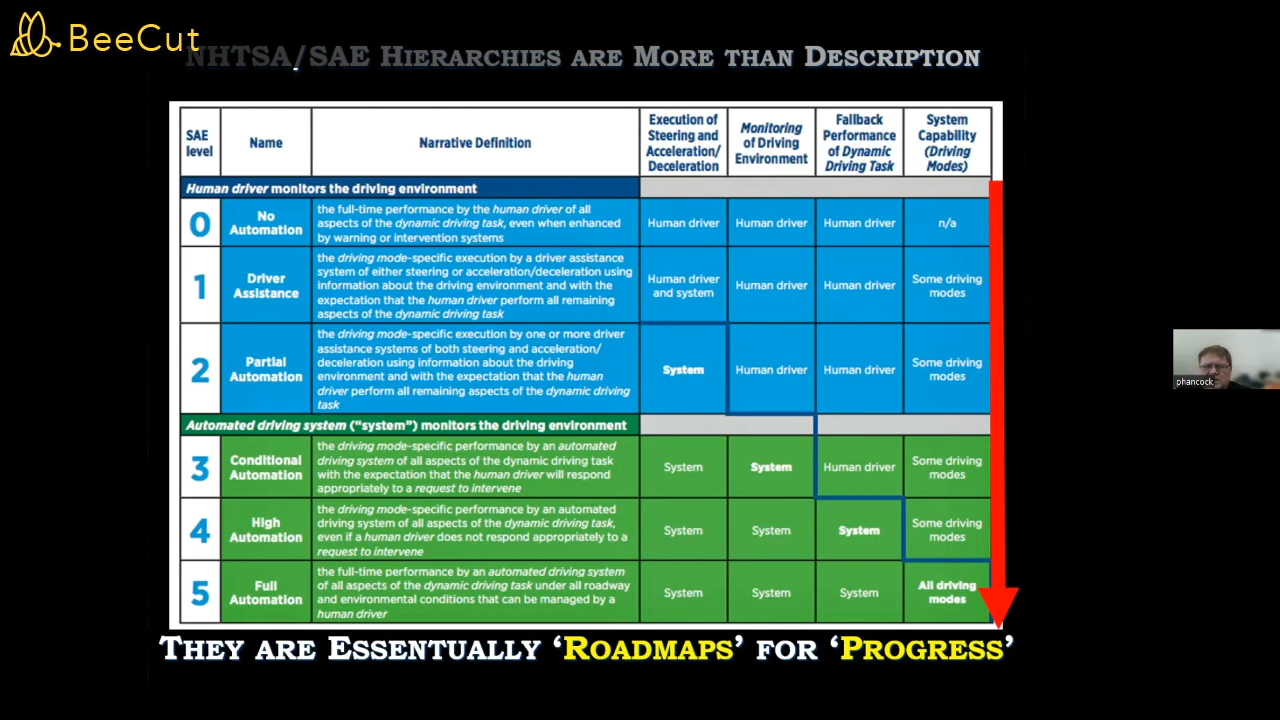 BeeCut
NHTSA/SAE Hierarchies are More than Description
SAE level
Name
Narrative Definition
Execution of Steering and Acceleration/ Deceleration
Monitoring of Driving Environment
Fallback Performance of Dynamic Driving Task
System Capability (Driving Modes)
Human driver monitors the driving environment
0
No Automation
the full-time performance by the human driver of all
aspects of the dynamic driving task, even when enhanced
by warning or intervention systems
Human driver
Human driver
Human driver
n/a
1
Driver Assistance
the driving mode-specific execution by a driver assistance
system of either steering or acceleration/deceleration using
information about the driving environment and with the
expectation that the human driver perform all remaining
aspects of the dynamic driving task
Human driver and system
Human driver
Human driver
Some driving modes
2
Partial Automation
the driving mode-specific execution by one or more driver
assistance systems of both steering and acceleration/
deceleration using information about the driving
environment and with the expectation that the human
driver perform all remaining aspects of the dynamic driving
task
System
Human driver
Human driver
Some driving modes
Automated driving system (“system”) monitors the driving environment
3
Conditional Automation
the driving mode-specific performance by an automated
driving system of all aspects of the dynamic driving task
with the expectation that the human driver will respond
appropriately to a request to intervene
System
System
Human driver
Some driving modes
4
High Automation
the driving mode-specific performance by an automated
driving system of all aspects of the dynamic driving task,
even if a human driver does not respond appropriately to a
request to intervene
System
System
System
Some driving modes
5
Full Automation
the full-time performance by an automated driving system
of all aspects of the dynamic driving task under all roadway
and environmental conditions that can be managed by a
human driver
System
System
System
All driving modes
They are Essentially ‘Roadmaps’ for ‘Progress’
phancock